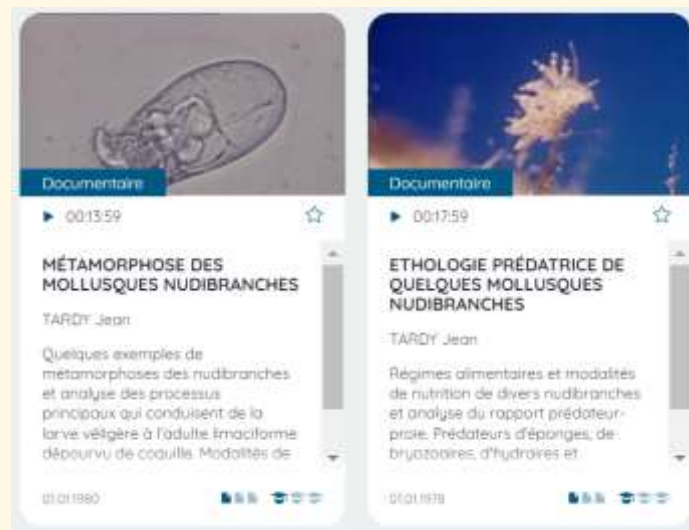 Documentaire
00:13:59
MÉTAMORPHOSE DES
MOLLUSQUES NUDIBRANCHES
TARDY Jean
Quelques exemples de
métamorphoses des nudibranches
et analyse des processus
principaux qui conduisent de la
larve véligère à l'adulte limaciforme
dépourvu de coquille. Modalités de
01.01.1980
Documentaire
00:17:59
ETHOLOGIE PRÉDATRICE DE
QUELQUES MOLLUSQUES
NUDIBRANCHES
TARDY Jean
Régimes alimentaires et modalités
de nutrition de divers nudibranches
et analyse du rapport prédateur-
proie. Prédateurs d'éponges, de
bryozoaires, d'hydraires et
01.01.1978